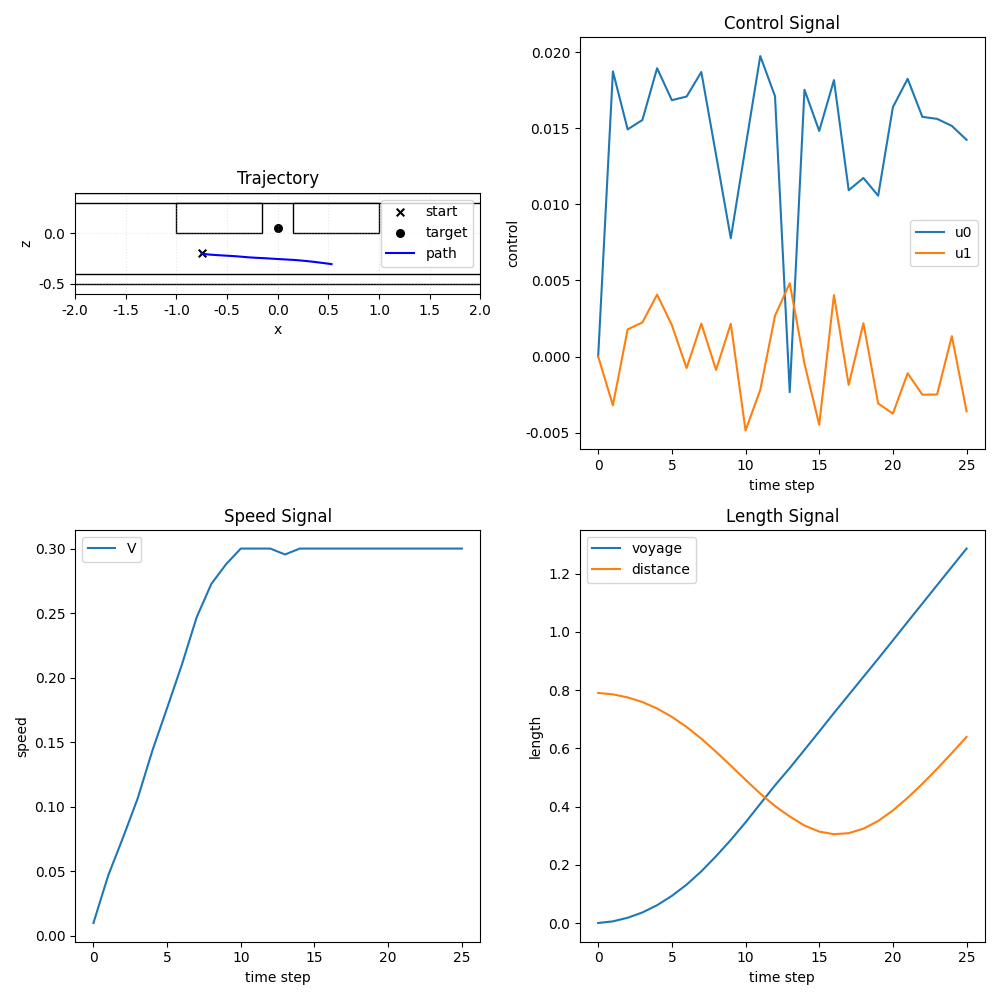 Trajectory
z
0.0
-0.5
-2.0 -1.5 -1.0 -0.5 0.0 0.5 1.0 1.5 2.0
x
start
target
path
Control Signal
control
0.020
0.015
0.010
0.005
0.000
-0.005
0 5 10 15 20 25
time step
u0
u1
Speed Signal
speed
0.30
0.25
0.20
0.15
0.10
0.05
0.00
0 5 10 15 20 25
time step
V
Length Signal
length
1.2
1.0
0.8
0.6
0.4
0.2
0.0
0 5 10 15 20 25
time step
voyage
distance